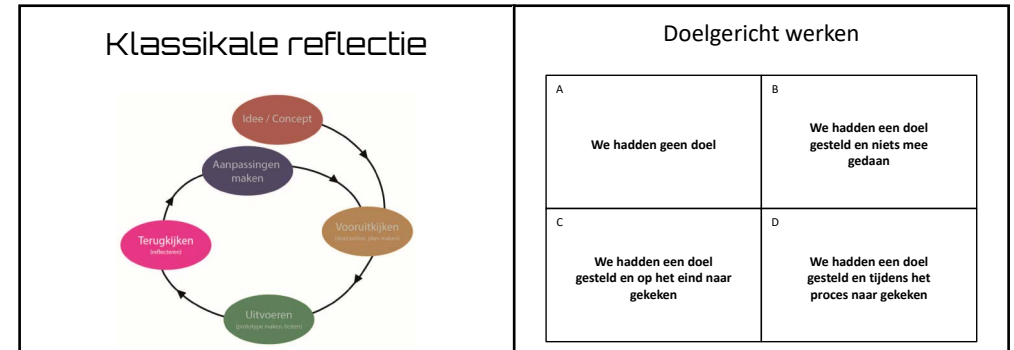 Klassikale reflectie
Idee / Concept
Aanpassingen
maken
Vooruitkijken
Terugkijken
(reflecteren)
Uitvoeren
(prototype maken, testen)
Doelgericht werken
A
We hadden geen doel
B
We hadden een doel
gesteld en niets mee
gedaan
C
We hadden een doel
gesteld en op het eind naar
gekeken
D
We hadden een doel
gesteld en tijdens het
proces naar gekeken